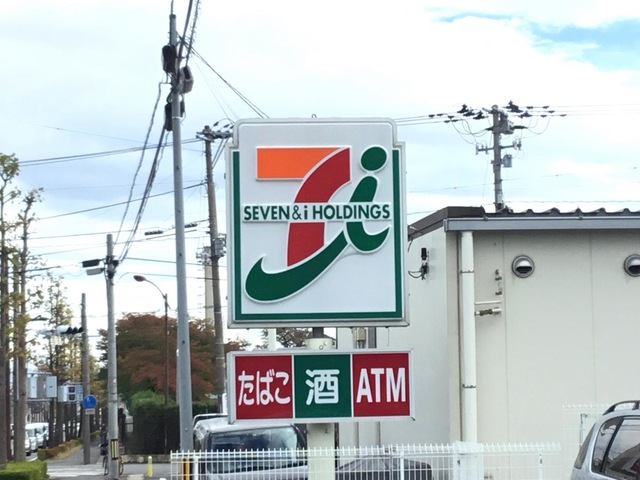 SEVEN & i HOLDINGS
たばこ 酒 ATM